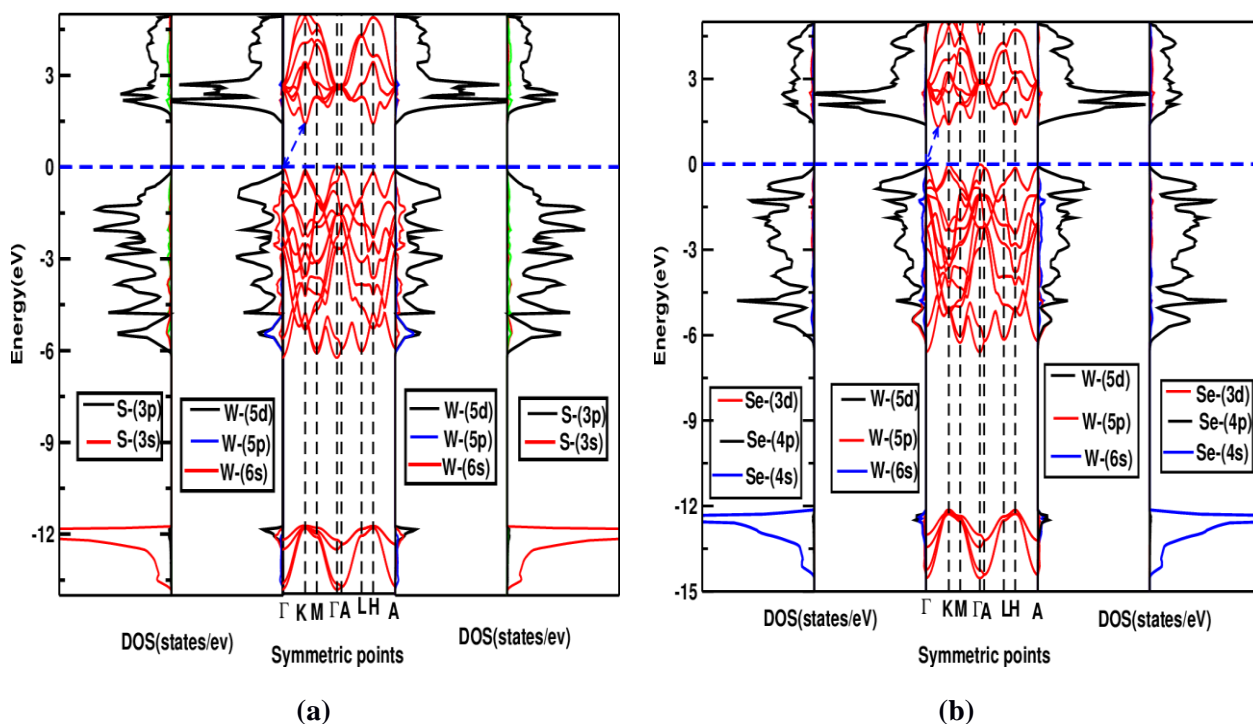 3
0
-3
-6
-9
-12
Energy(eV)
S-(3p)
S-(3s)
W-(5d)
W-(5p)
W-(6s)
W-(5d)
W-(5p)
W-(6s)
S-(3p)
S-(3s)
Γ K M Γ A L H A
DOS(states/ev)
Symmetric points
DOS(states/ev)
(a)
3
0
-3
-6
-9
-12
-15
Energy(eV)
Se-(3d)
Se-(4p)
Se-(4s)
W-(5d)
W-(5p)
W-(6s)
W-(5d)
W-(5p)
W-(6s)
Se-(3d)
Se-(4p)
Se-(4s)
Γ K M Γ A L H A
DOS(states/eV)
DOS(states/eV)
Symmetric points
(b)